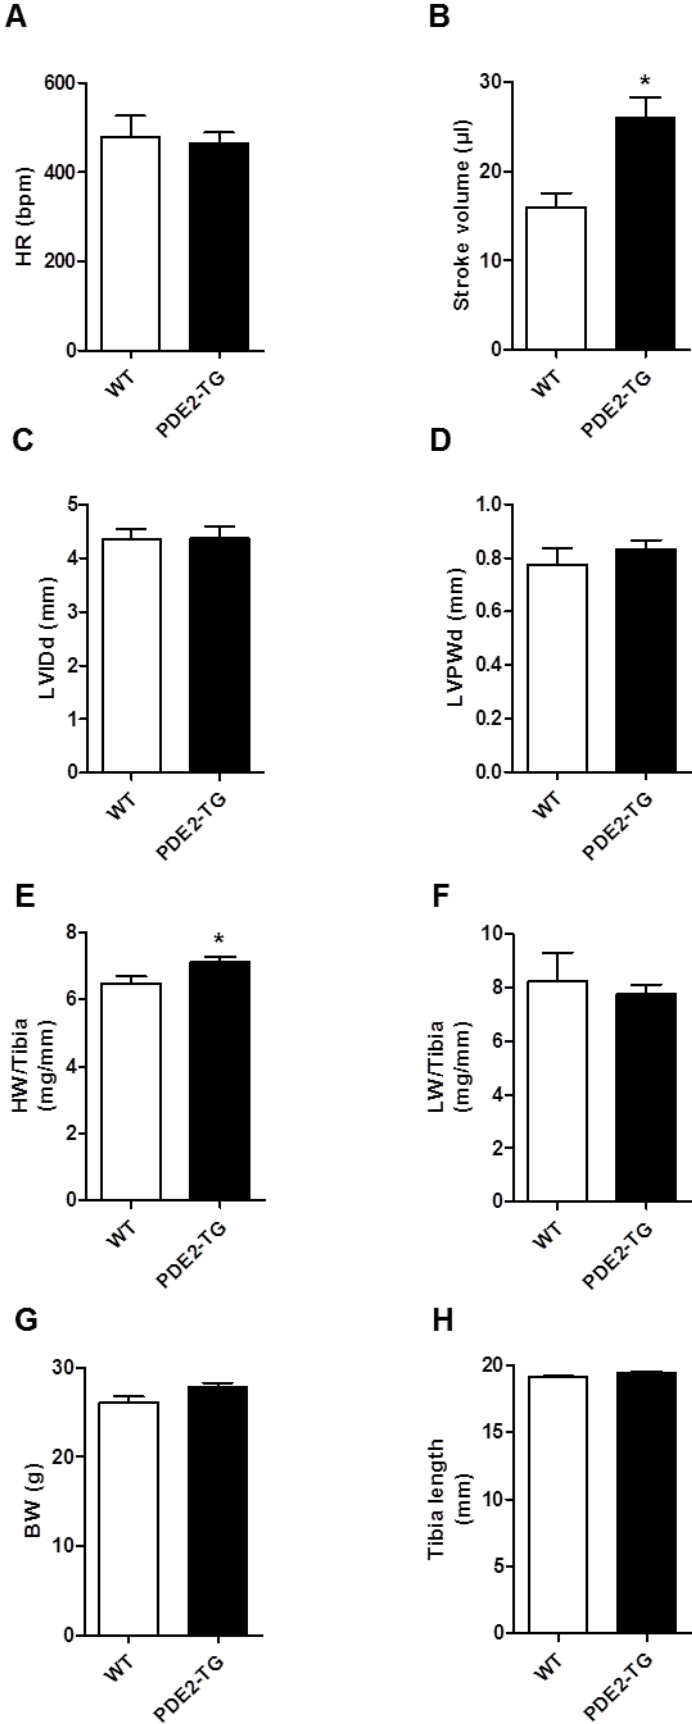 A
HR (bpm)
600
400
200
0
WT
PDE2-TG
B
Stroke volume (µl)
30
20
10
0
*
WT
PDE2-TG
C
LVIDd (mm)
5
4
3
2
1
0
WT
PDE2-TG
D
LVPWd (mm)
1.0
0.8
0.6
0.4
0.2
0.0
WT
PDE2-TG
E
HW/Tibia
(mg/mm)
8
6
4
2
0
*
WT
PDE2-TG
F
LW/Tibia
(mg/mm)
10
8
6
4
2
0
WT
PDE2-TG
G
BW (g)
30
20
10
0
WT
PDE2-TG
H
Tibia length
(mm)
20
15
10
5
0
WT
PDE2-TG